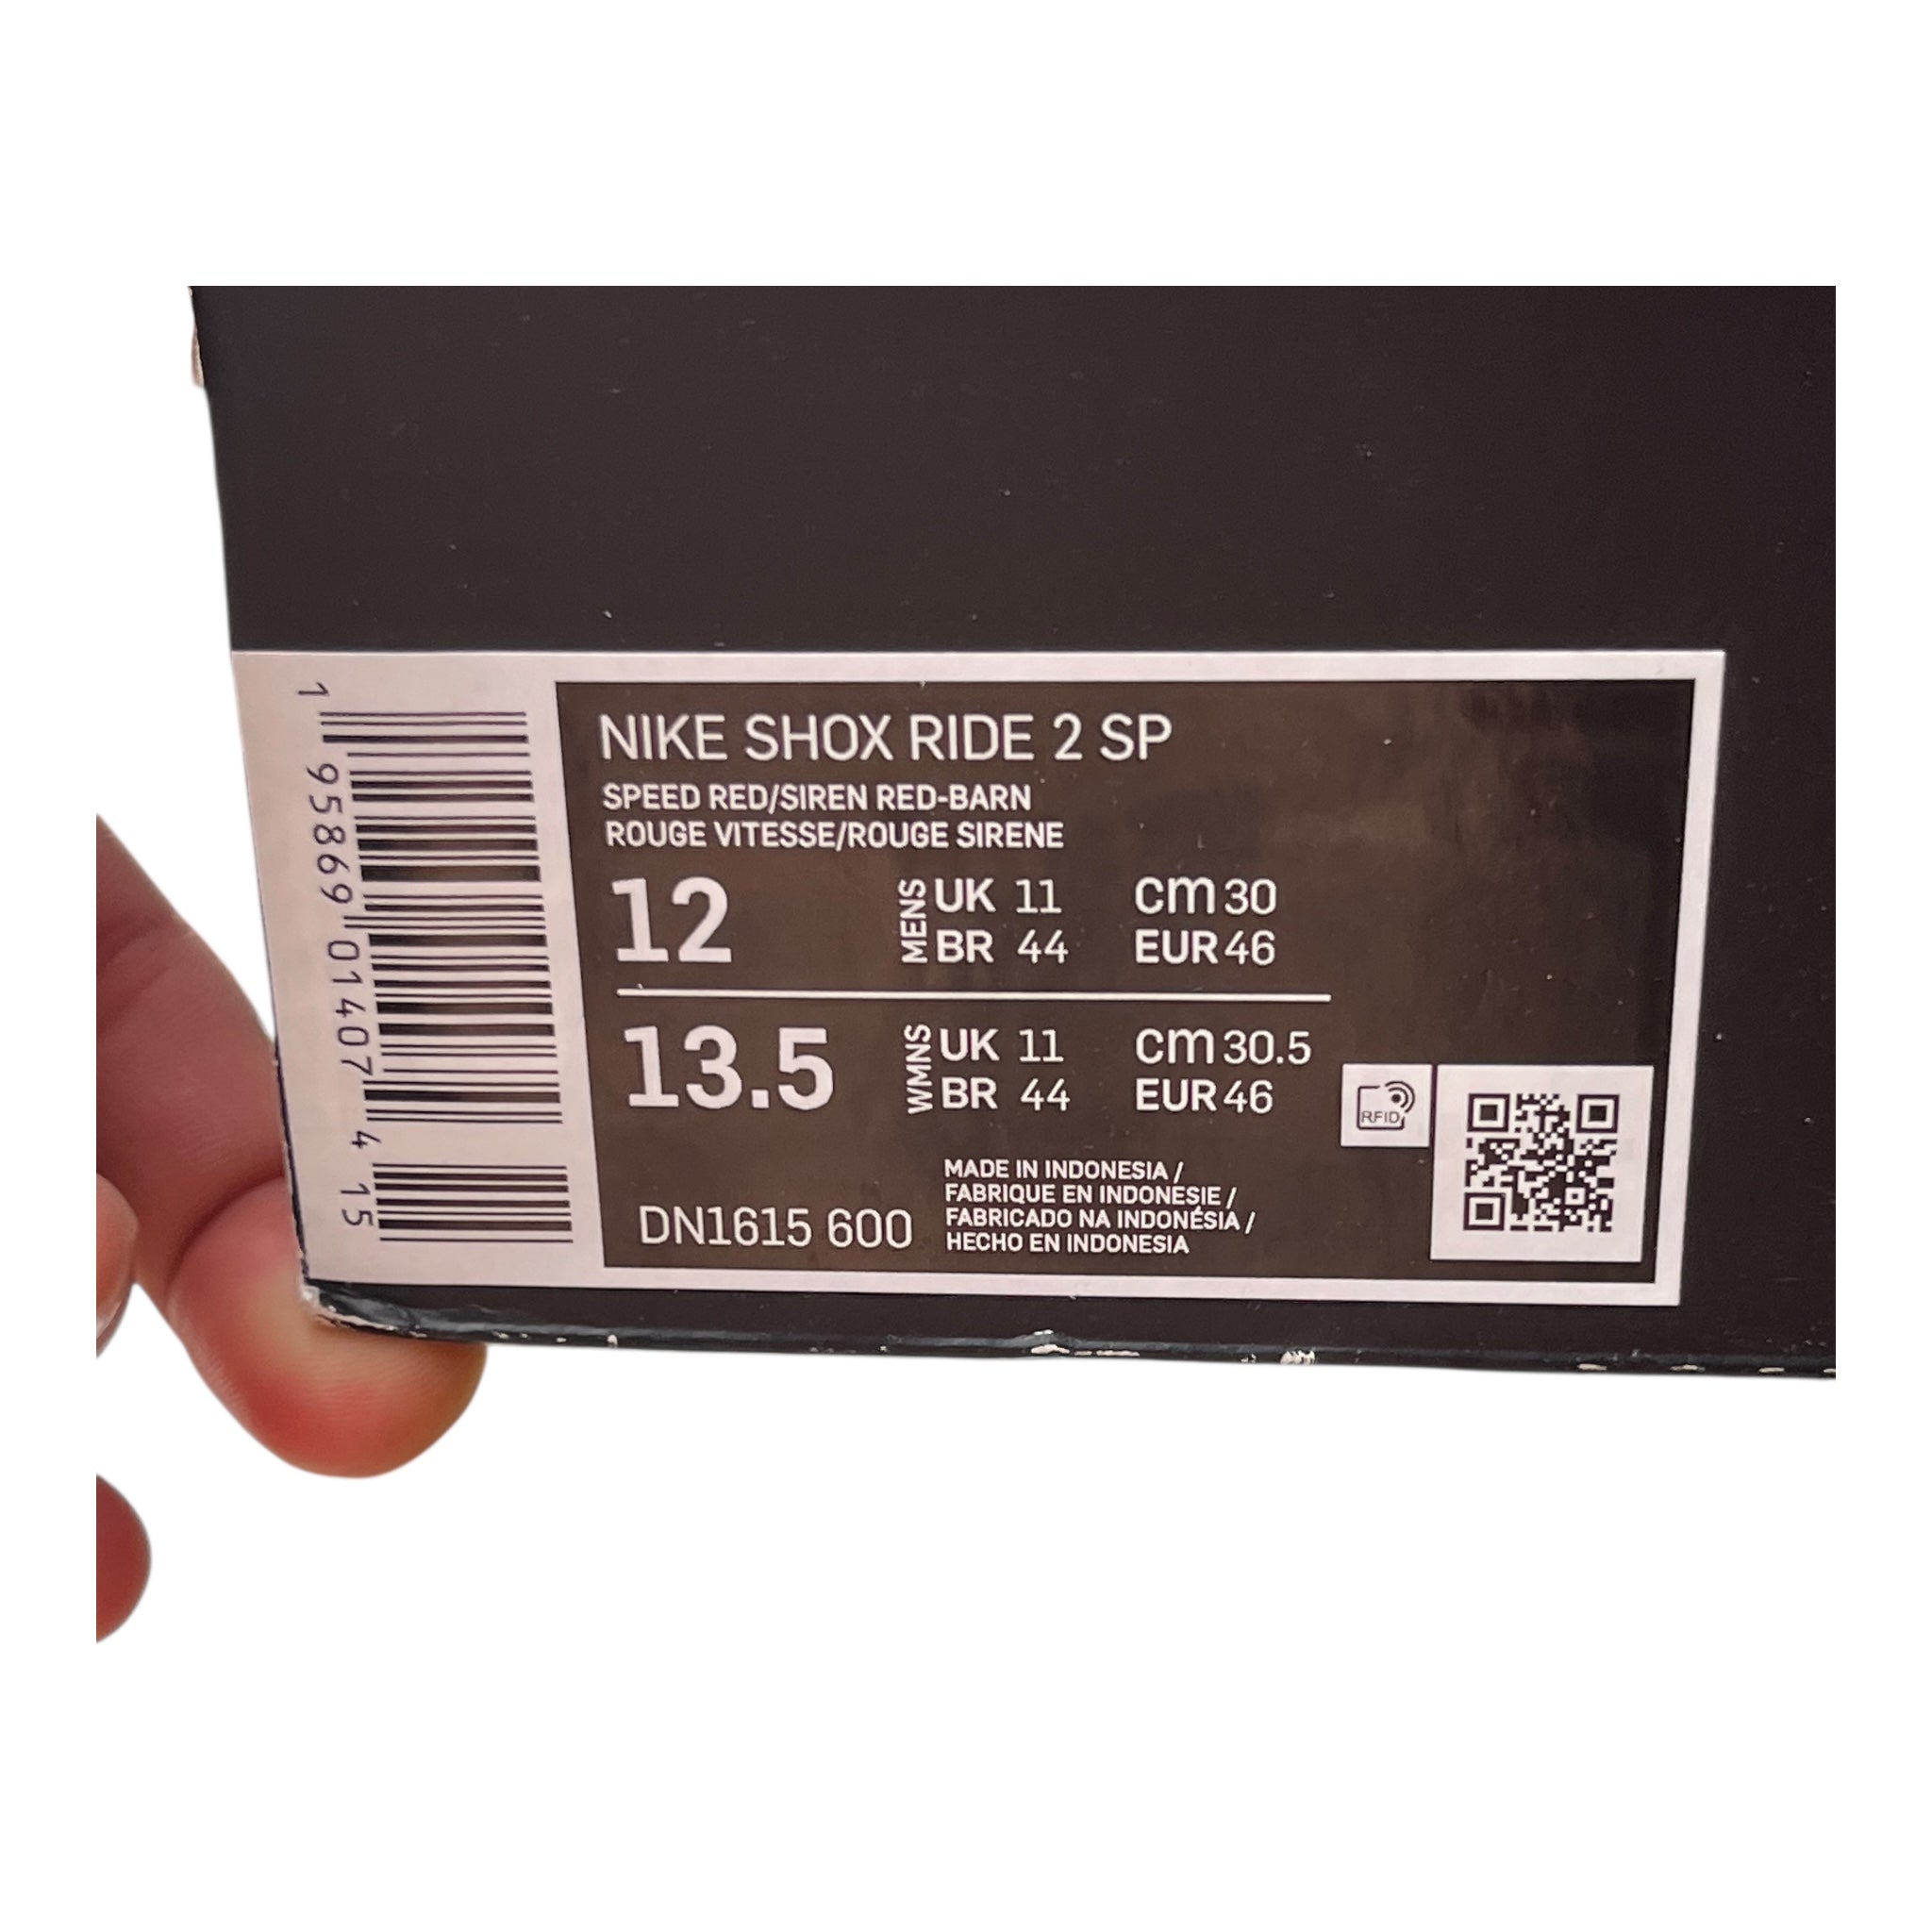 NIKE SHOX RIDE 2 SP
SPEED RED/SIREN RED-BARN
ROUGE VITESSE/ROUGE SIRENE
12
MENS
UK 11 cm 30
BR 44 EUR 46
13.5
WMNS
UK 11 cm 30.5
BR 44 EUR 46
DN1615 600
MADE IN INDONESIA /
FABRIQUE EN INDONESIE /
FABRICADO NA INDONÉSIA /
HECHO EN INDONESIA
RFID
1 95869 01407 4 15